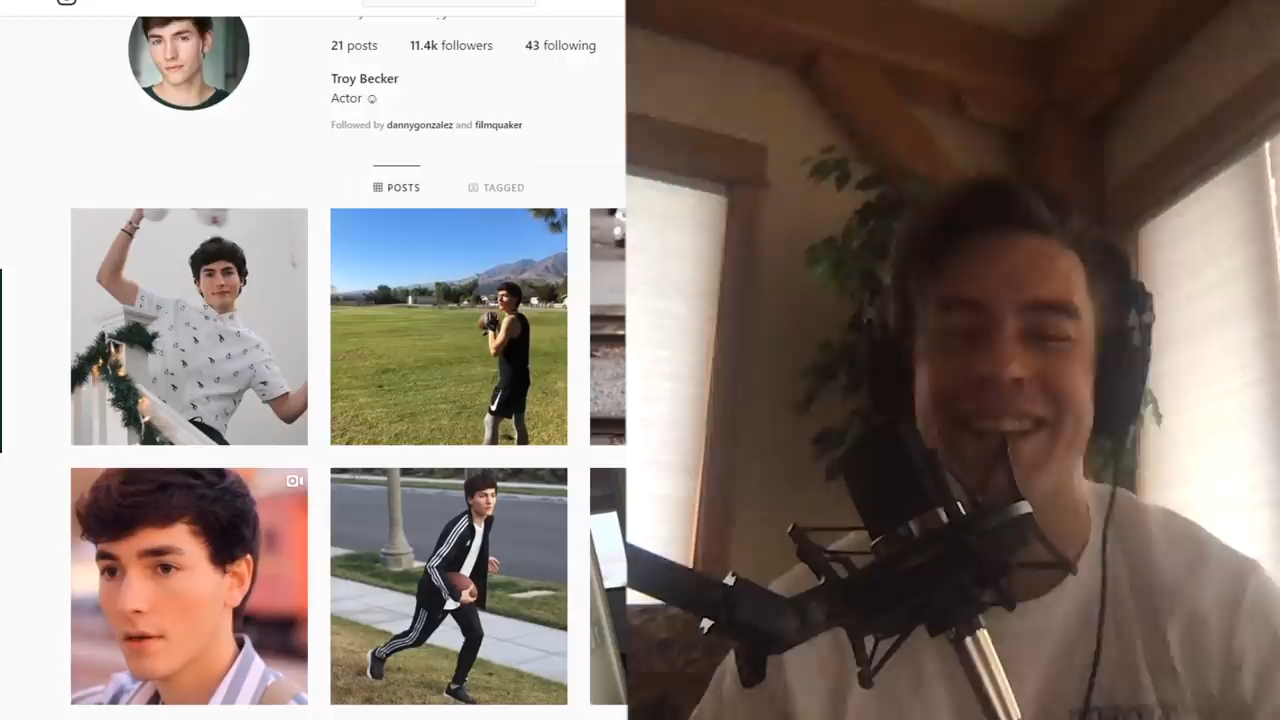 21 posts 11.4k followers 43 following
Troy Becker
Actor ☺
Followed by dannygonzalez and filmquaker
POSTS TAGGED